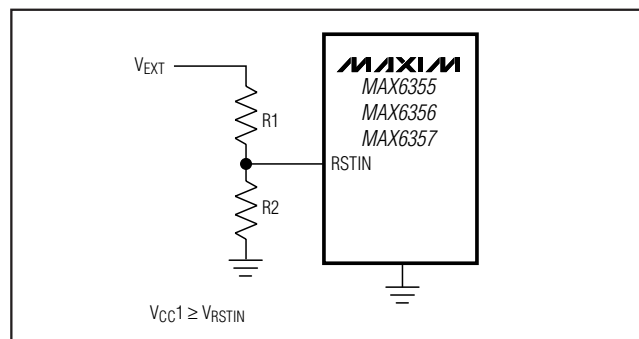 VEXT
R1
R2
MAXIM
MAX6355
MAX6356
MAX6357
RSTIN
VCC1 ≥ VRSTIN